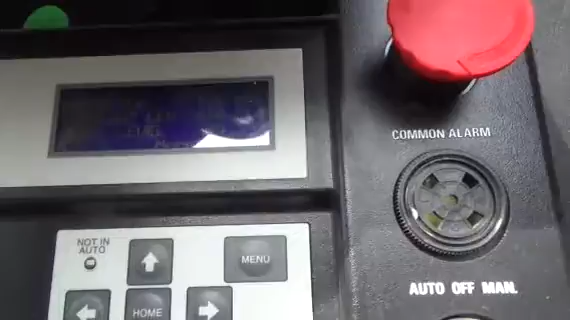 COMMON ALARM
NOT IN
AUTO
MENU
AUTO OFF MAN.
HOME